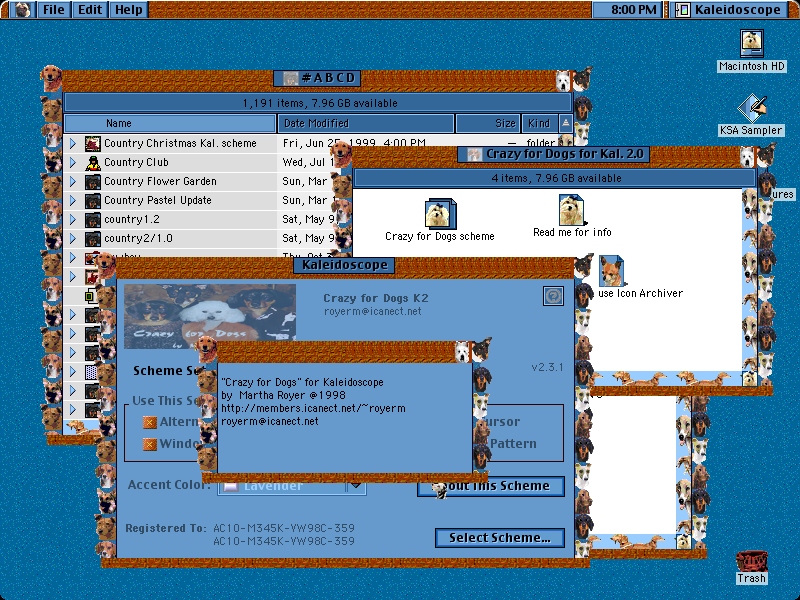 File Edit Help
8:00 PM Kaleidoscope
Macintosh HD
KSA Sampler
# A B C D
1,191 items, 7.96 GB available
Name Date Modified Size Kind
Country Christmas Kal. scheme Fri, Jun 25, 1999, 4:00 PM — folder
Country Club Wed, Jul 1
Country Flower Garden Sun, Mar
Country Pastel Update Sun, Mar
country1.2 Sat, May 9
country2/1.0 Sat, May 9
Crazy for Dogs for Kal. 2.0
4 items, 7.96 GB available
Crazy for Dogs scheme
Read me for info
use Icon Archiver
ures
Kaleidoscope
Crazy for Dogs
Crazy for Dogs K2
royerm@icanect.net
v2.3.1
Scheme Se
Use This Sc
Altern
Windo
ursor
Pattern
"Crazy for Dogs" for Kaleidoscope
by Martha Royer @1998
http://members.icanect.net/~royerm
royerm@icanect.net
Accent Color: Lavender
out This Scheme
Registered To: AC10-M345K-YW98C-359
AC10-M345K-YW98C-359
Select Scheme...
Trash